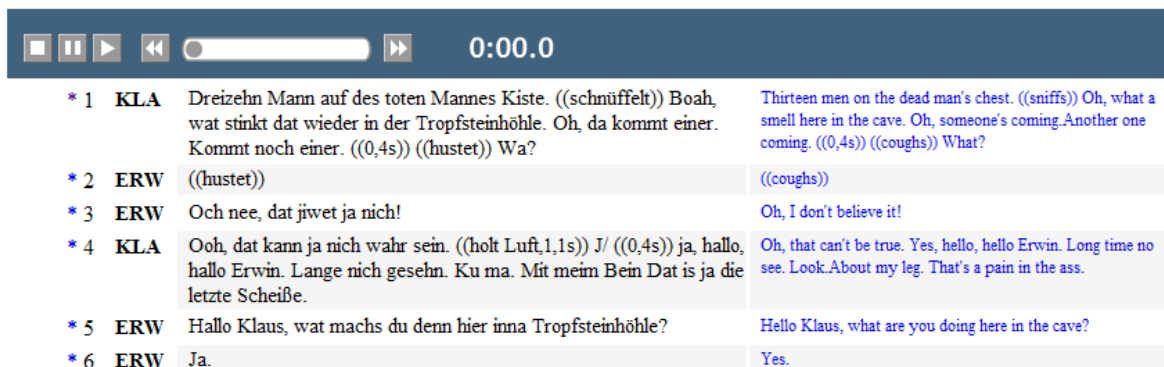 0:00.0
* 1 KLA Dreizehn Mann auf des toten Mannes Kiste. ((schnüffelt)) Boah,
wat stinkt dat wieder in der Tropfsteinhöhle. Oh, da kommt einer.
Kommt noch einer. ((0,4s)) ((hustet)) Wa?
Thirteen men on the dead man's chest. ((sniffs)) Oh, what a
smell here in the cave. Oh, someone's coming.Another one
coming. ((0,4s)) ((coughs)) What?
* 2 ERW ((hustet))
((coughs))
* 3 ERW Och nee, dat jiwet ja nich!
Oh, I don't believe it!
* 4 KLA Ooh, dat kann ja nich wahr sein. ((holt Luft,1,1s)) J/ ((0,4s)) ja, hallo,
hallo Erwin. Lange nich gesehn. Ku ma. Mit meim Bein Dat is ja die
letzte Scheiße.
Oh, that can't be true. Yes, hello, hello Erwin. Long time no
see. Look.About my leg. That's a pain in the ass.
* 5 ERW Hallo Klaus, wat machs du denn hier inna Tropfsteinhöhle?
Hello Klaus, what are you doing here in the cave?
* 6 ERW Ja.
Yes.